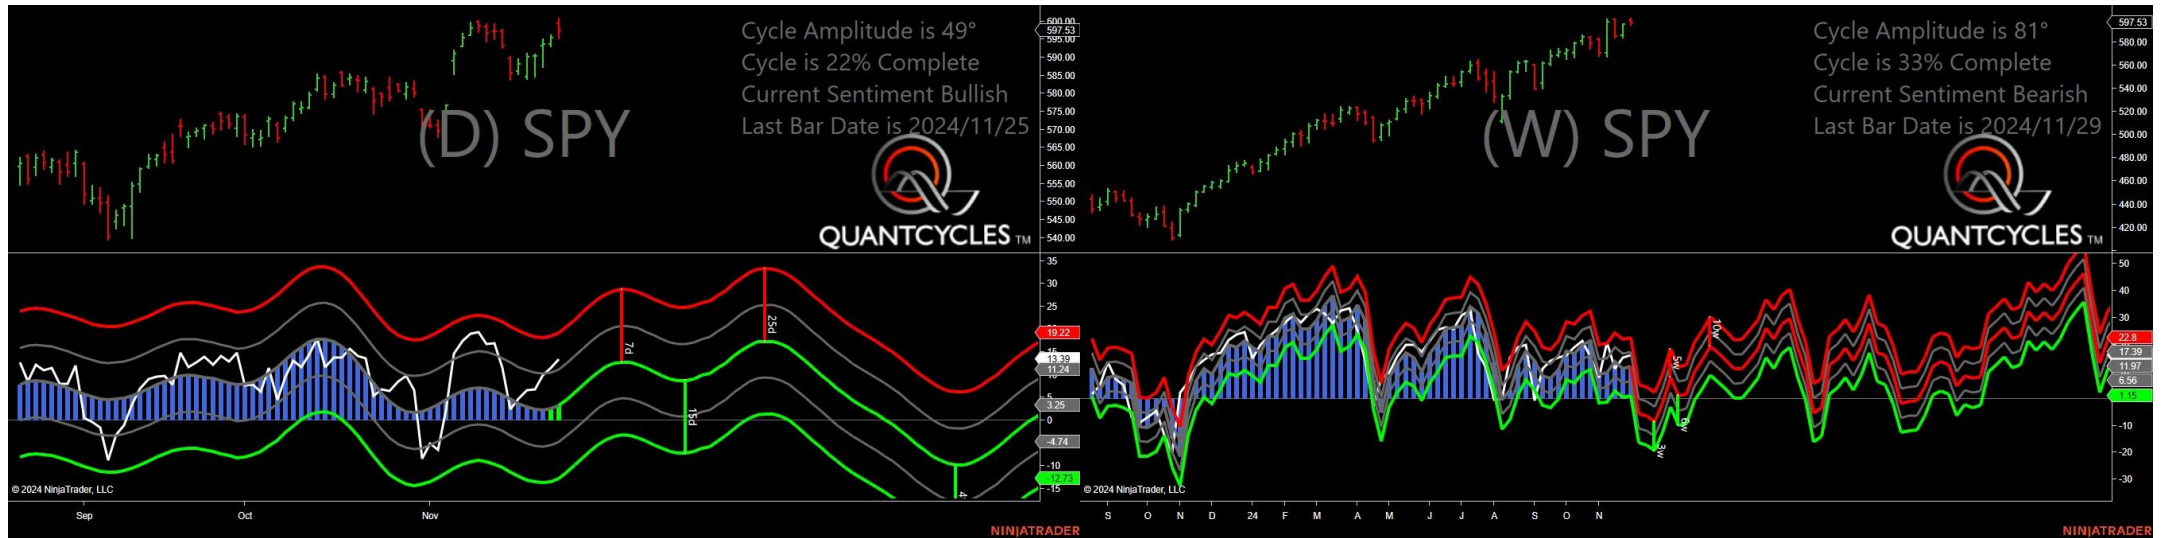 Cycle Amplitude is 49°
Cycle is 22% Complete
Current Sentiment Bullish
Last Bar Date is 2024/11/25
(D) SPY
QUANTCYCLES TM
600.00
597.53
595.00
590.00
585.00
580.00
575.00
570.00
565.00
560.00
555.00
550.00
545.00
540.00
35
30
25
19.22
15
13.39
11.24
3.25
0
-4.74
-10
-12.73
-15
7d
15d
25d
4
© 2024 NinjaTrader, LLC
Sep Oct Nov
NINJATRADER
Cycle Amplitude is 81°
Cycle is 33% Complete
Current Sentiment Bearish
Last Bar Date is 2024/11/29
(W) SPY
QUANTCYCLES TM
597.53
580.00
560.00
540.00
520.00
500.00
480.00
460.00
440.00
420.00
50
40
30
22.8
17.39
11.97
6.56
1.15
-10
-20
-30
3w
5w
6w
10w
© 2024 NinjaTrader, LLC
S O N D 24 F M A M J J A S O N
NINJATRADER